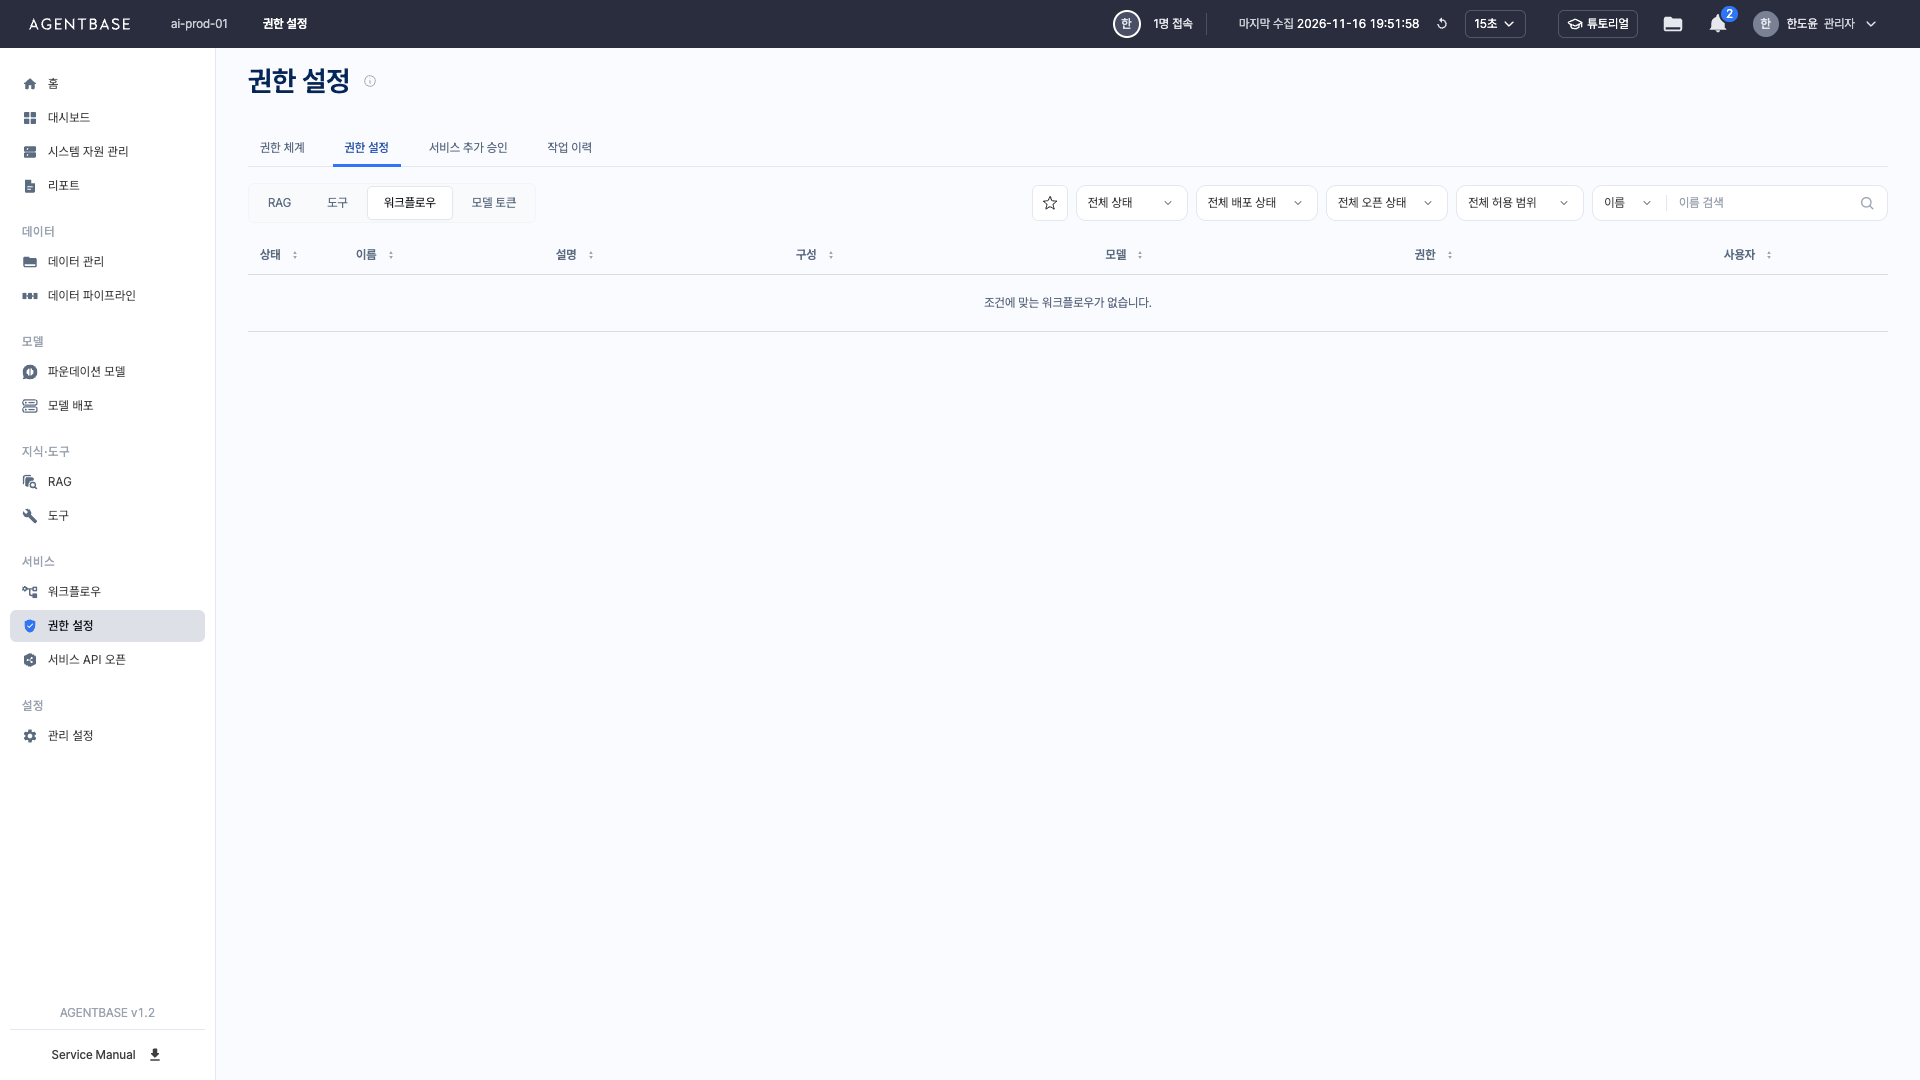 AGENTBASE
ai-prod-01
권한 설정
한
1명 접속
마지막 수집 2026-11-16 19:51:58
15초
튜토리얼
2
한
한도윤 관리자
홈
대시보드
시스템 자원 관리
리포트
데이터
데이터 관리
데이터 파이프라인
모델
파운데이션 모델
모델 배포
지식·도구
RAG
도구
서비스
워크플로우
권한 설정
서비스 API 오픈
설정
관리 설정
AGENTBASE v1.2
Service Manual
권한 설정
권한 체계
권한 설정
서비스 추가 승인
작업 이력
RAG
도구
워크플로우
모델 토큰
전체 상태
전체 배포 상태
전체 오픈 상태
전체 허용 범위
이름
이름 검색
상태
이름
설명
구성
모델
권한
사용자
조건에 맞는 워크플로우가 없습니다.